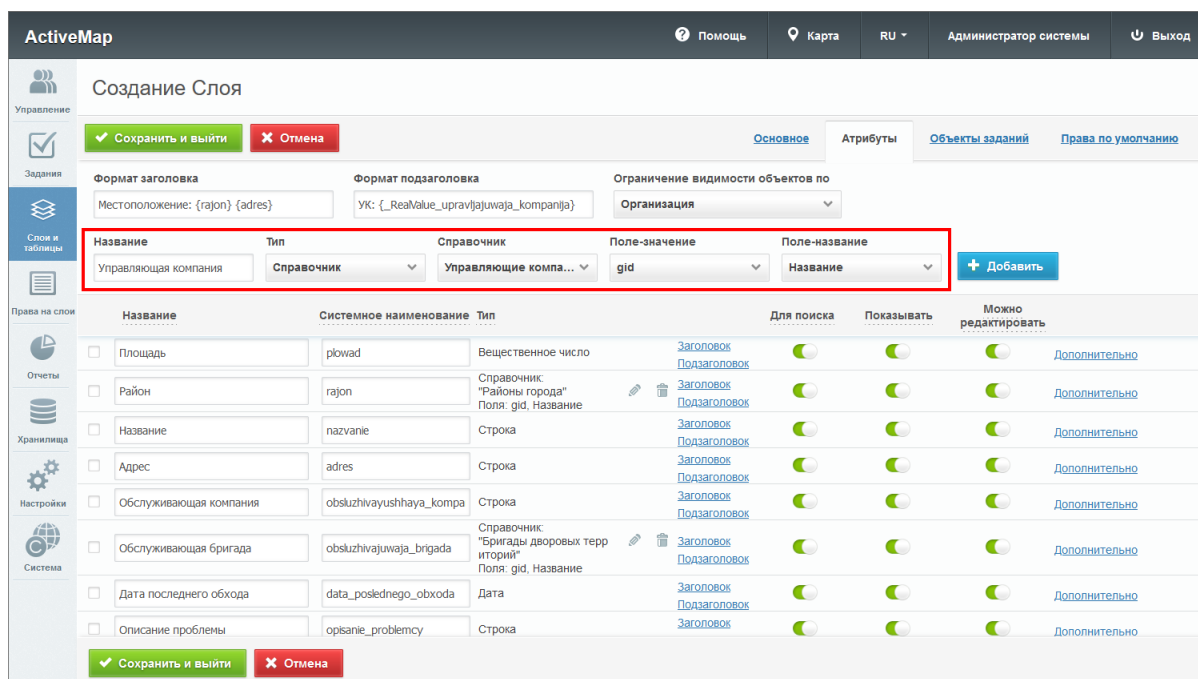 ActiveMap
Помощь
Карта
RU
Администратор системы
Выход
Управление
Задания
Слои и
таблицы
Права на слои
Отчеты
Хранилища
Настройки
Система
Создание Слоя
Сохранить и выйти
Отмена
Основное
Атрибуты
Объекты заданий
Права по умолчанию
Формат заголовка
Формат подзаголовка
Ограничение видимости объектов по
Местоположение: {rajon} {adres}
УК: {_RealValue_upravljajuwaja_kompanija}
Организация
Название
Тип
Справочник
Поле-значение
Поле-название
Управляющая компания
Справочник
Управляющие компа...
gid
Название
Добавить
Название
Системное наименование
Тип
Для поиска
Показывать
Можно
редактировать
Площадь
plowad
Вещественное число
Заголовок
Подзаголовок
Дополнительно
Район
rajon
Справочник:
"Районы города"
Поля: gid, Название
Заголовок
Подзаголовок
Дополнительно
Название
nazvanie
Строка
Заголовок
Подзаголовок
Дополнительно
Адрес
adres
Строка
Заголовок
Подзаголовок
Дополнительно
Обслуживающая компания
obsluzhivayushhaya_kompa
Строка
Заголовок
Подзаголовок
Дополнительно
Обслуживающая бригада
obsluzhivajuwaja_brigada
Справочник:
"Бригады дворовых терр
иторий"
Поля: gid, Название
Заголовок
Подзаголовок
Дополнительно
Дата последнего обхода
data_poslednego_obxoda
Дата
Заголовок
Подзаголовок
Дополнительно
Описание проблемы
opisanie_problemcy
Строка
Заголовок
Дополнительно
Сохранить и выйти
Отмена